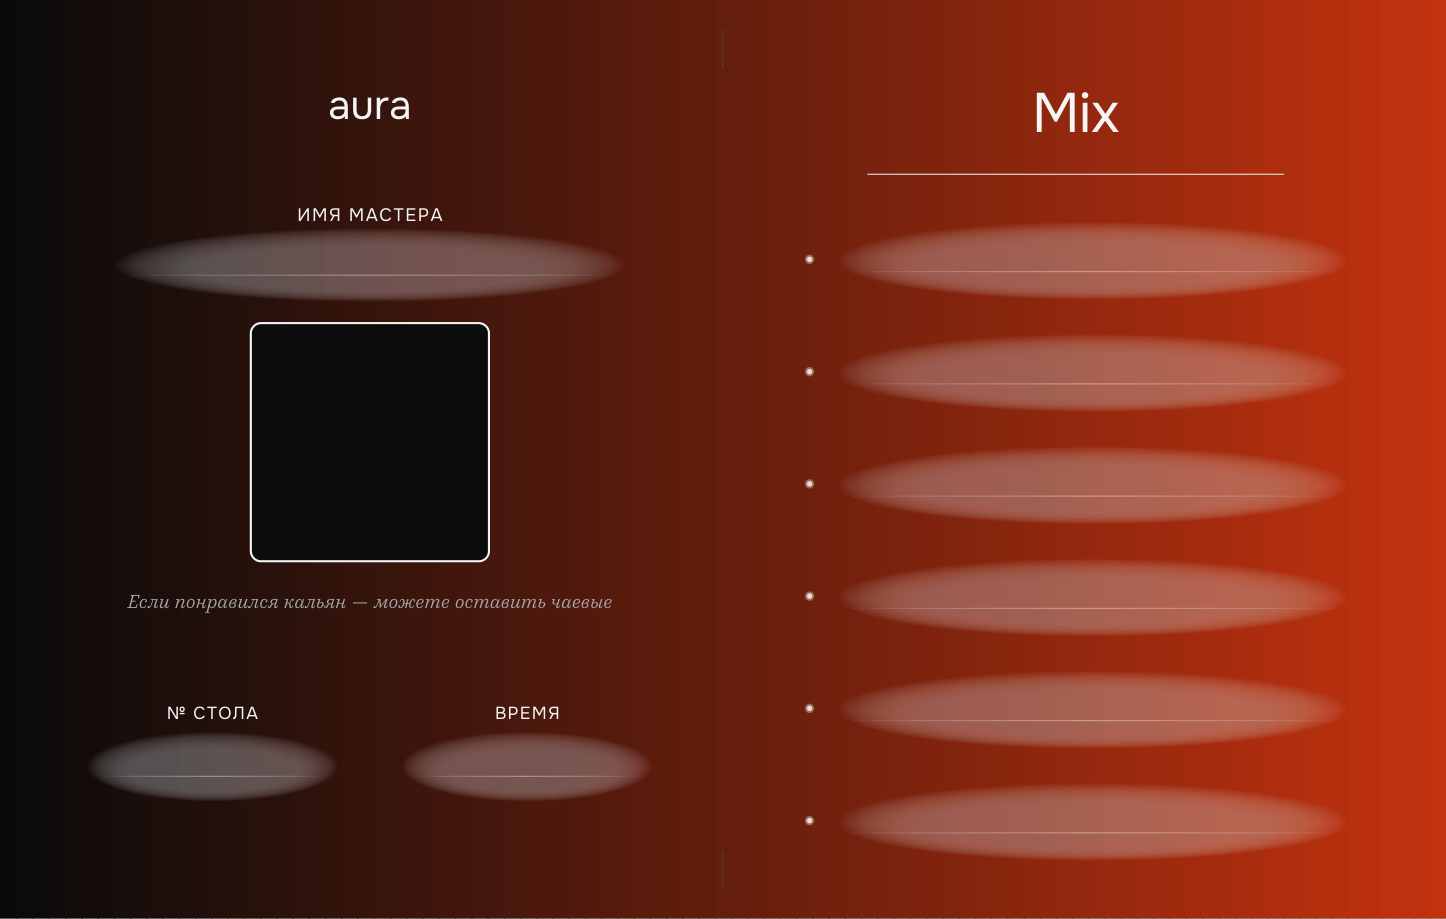 aura
ИМЯ МАСТЕРА
Если понравился кальян — можете оставить чаевые
№ СТОЛА
ВРЕМЯ
Mix